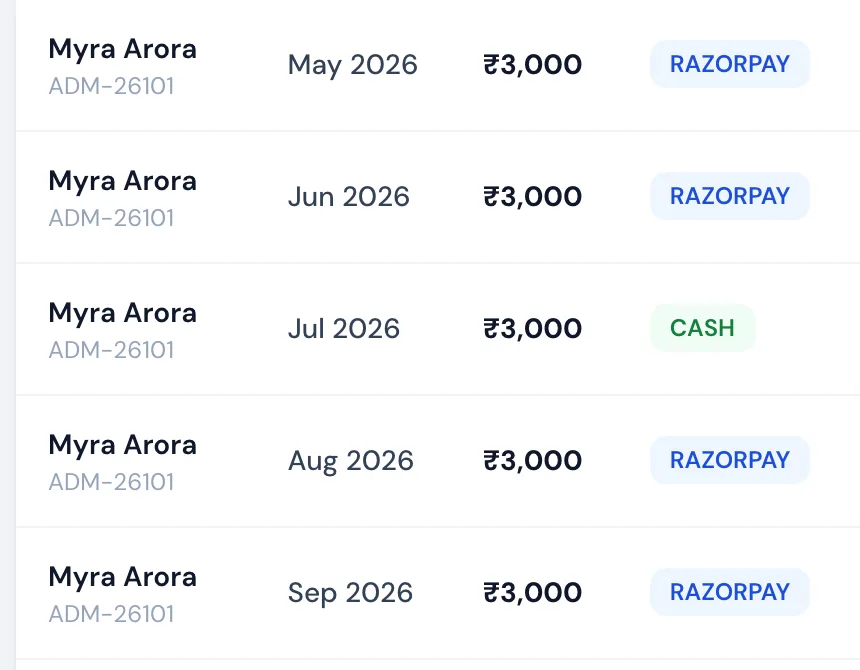 Myra Arora
ADM-26101
May 2026
₹3,000
RAZORPAY
Myra Arora
ADM-26101
Jun 2026
₹3,000
RAZORPAY
Myra Arora
ADM-26101
Jul 2026
₹3,000
CASH
Myra Arora
ADM-26101
Aug 2026
₹3,000
RAZORPAY
Myra Arora
ADM-26101
Sep 2026
₹3,000
RAZORPAY